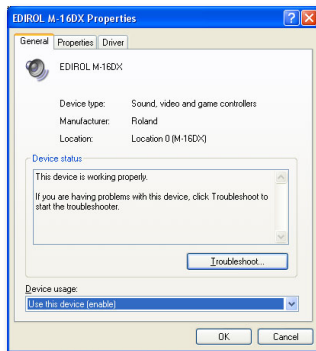 EDIROL M-16DX Properties
General Properties Driver
EDIROL M-16DX
Device type: Sound, video and game controllers
Manufacturer: Roland
Location: Location 0 (M-16DX)
Device status
This device is working properly.
If you are having problems with this device, click Troubleshoot to
start the troubleshooter.
Troubleshoot...
Device usage:
Use this device (enable)
OK Cancel